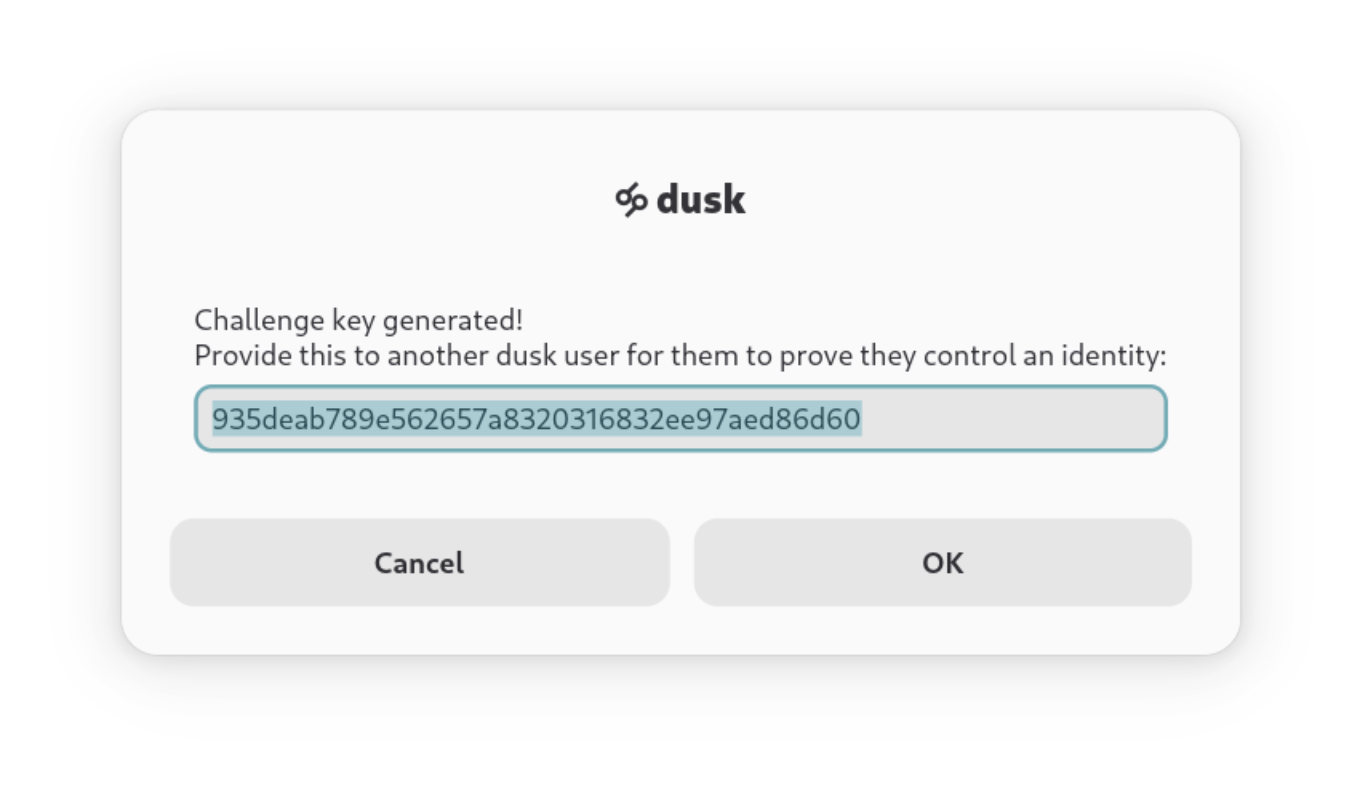 dusk
Challenge key generated!
Provide this to another dusk user for them to prove they control an identity:
935deab789e562657a8320316832ee97aed86d60
Cancel
OK